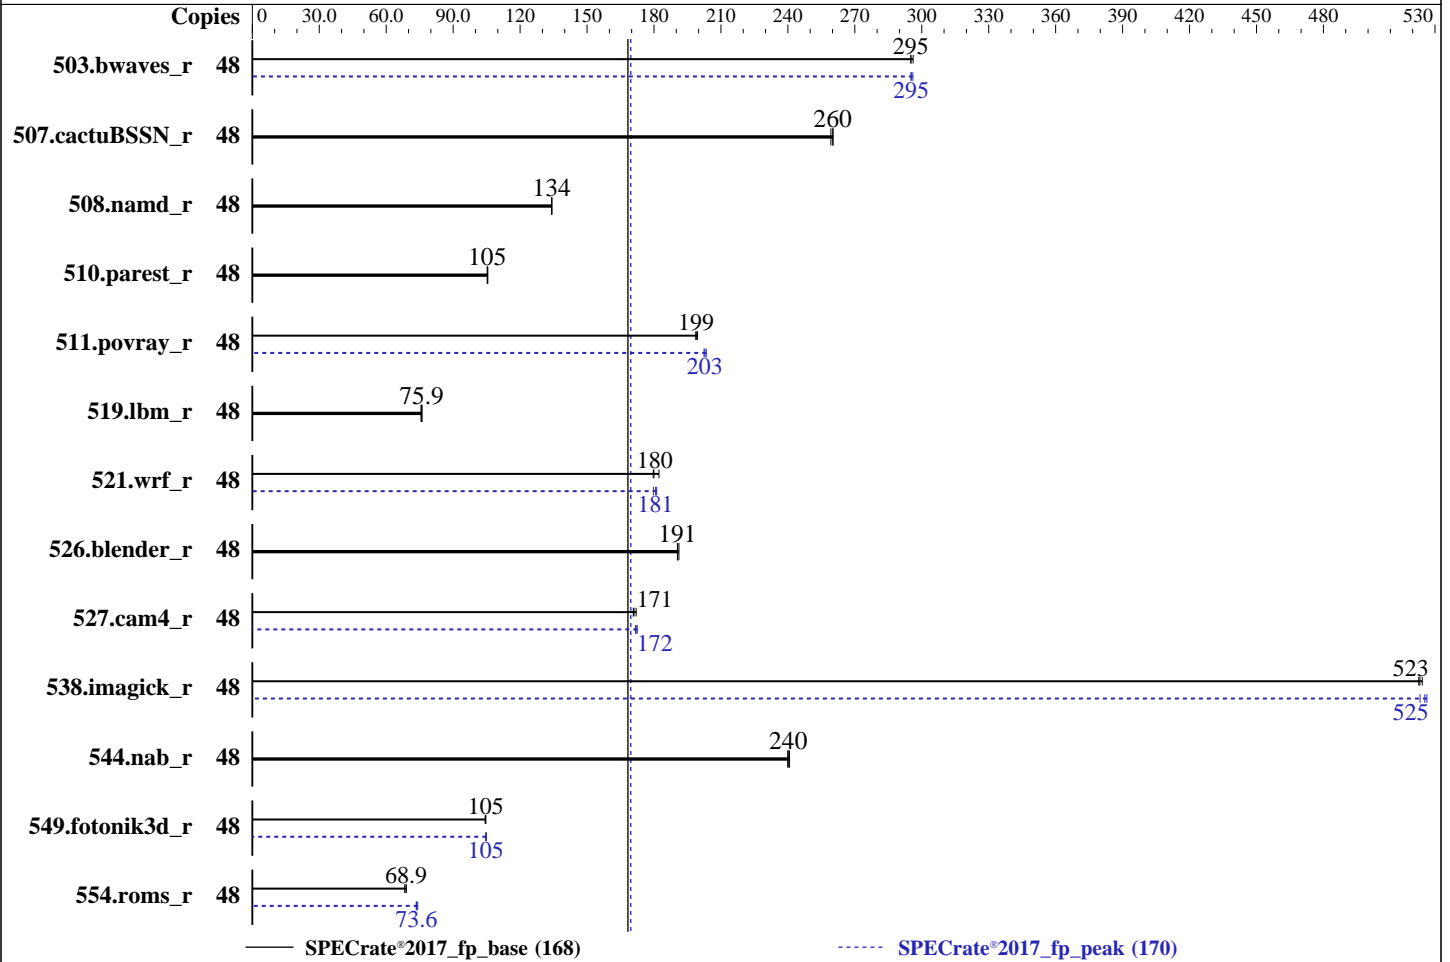 Copies 0 30.0 60.0 90.0 120 150 180 210 240 270 300 330 360 390 420 450 480 530
295
503.bwaves_r 48
295
260
507.cactuBSSN_r 48
134
508.namd_r 48
105
510.parest_r 48
199
511.povray_r 48
203
75.9
519.lbm_r 48
180
521.wrf_r 48
181
191
526.blender_r 48
171
527.cam4_r 48
172
523
538.imagick_r 48
525
240
544.nab_r 48
105
549.fotonik3d_r 48
105
68.9
554.roms_r 48
73.6
SPECrate®2017_fp_base (168) SPECrate®2017_fp_peak (170)